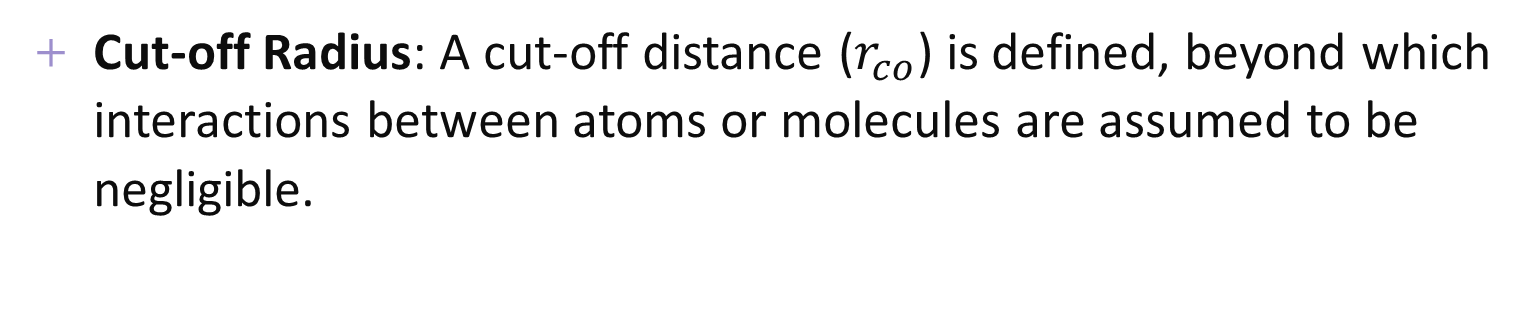 + Cut-off Radius: A cut-off distance (r_co) is defined, beyond which
interactions between atoms or molecules are assumed to be
negligible.